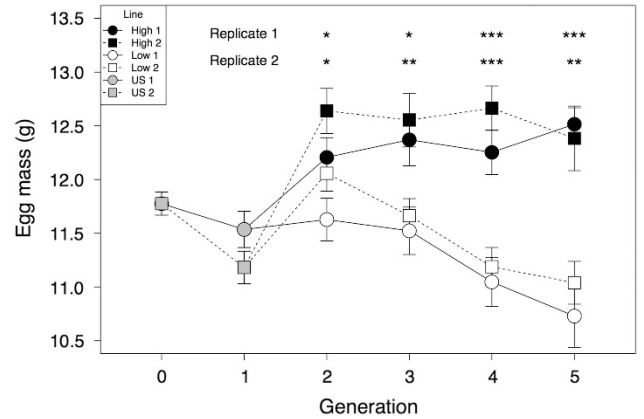 Line
High 1
High 2
Low 1
Low 2
US 1
US 2
Replicate 1 * * *** ***
Replicate 2 * ** *** **
Egg mass (g)
13.5
13.0
12.5
12.0
11.5
11.0
10.5
0 1 2 3 4 5
Generation